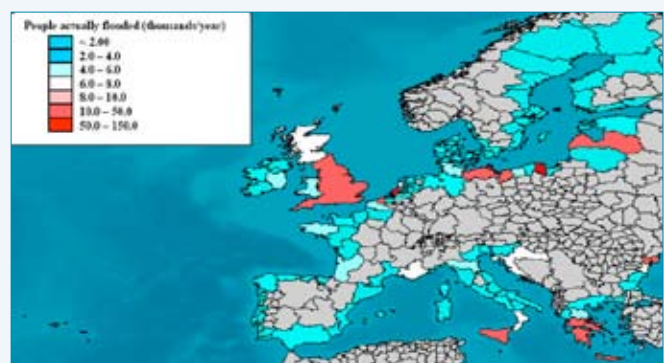 People actually flooded (thousands/year)
< 2.00
2.0 – 4.0
4.0 – 6.0
6.0 – 8.0
8.0 – 10.0
10.0 – 50.0
50.0 – 150.0